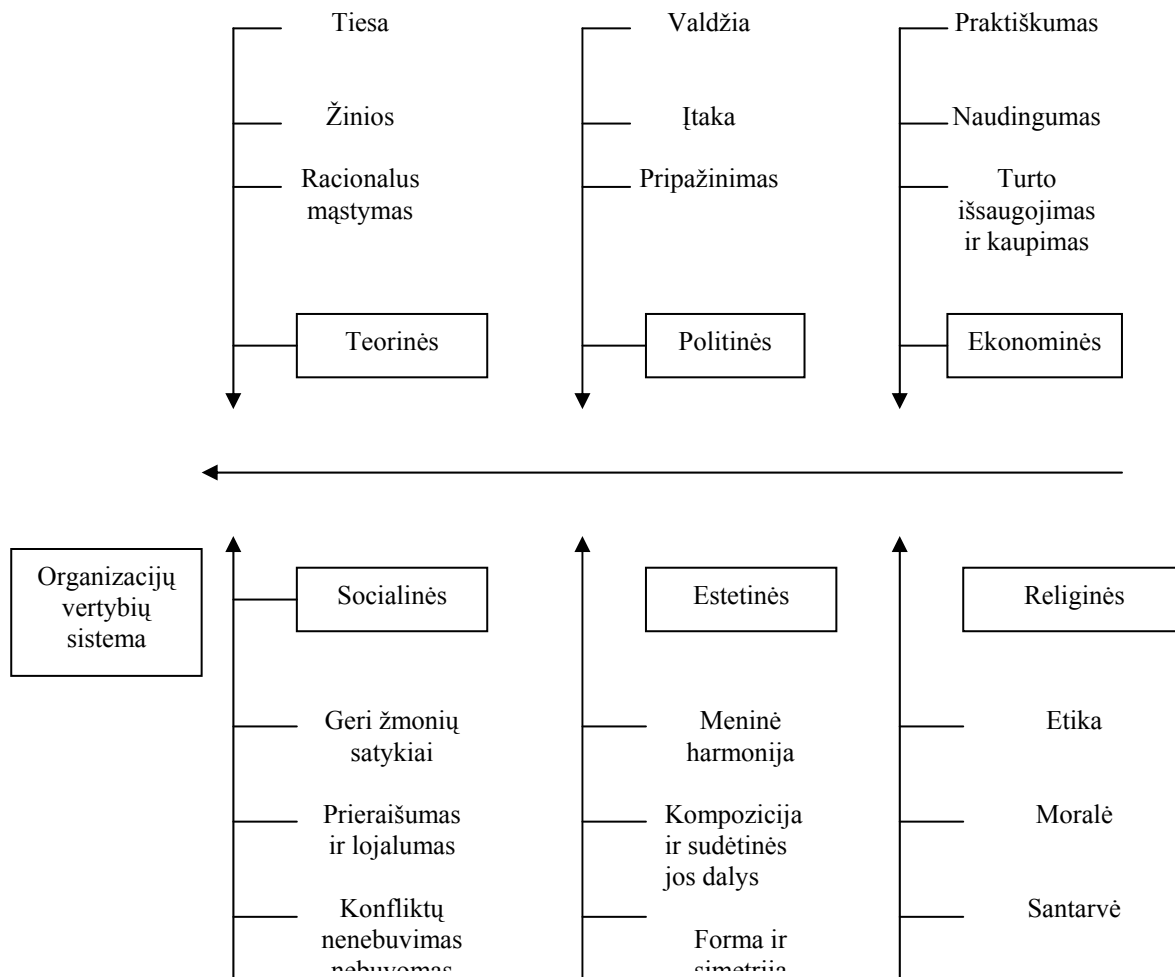 Tiesa
Valdžia
Praktiškumas
Žinios
Įtaka
Naudingumas
Racionalus
mąstymas
Pripažinimas
Turto
išsaugojimas
ir kaupimas
Teorinės
Politinės
Ekonominės
Organizacijų
vertybių
sistema
Socialinės
Estetinės
Religinės
Geri žmonių
satykiai
Meninė
harmonija
Etika
Prieraišumas
ir lojalumas
Kompozicija
ir sudėtinės
jos dalys
Moralė
Konfliktų
nenebuvimas
nebuvomas
Forma ir
simetrija
Santarvė